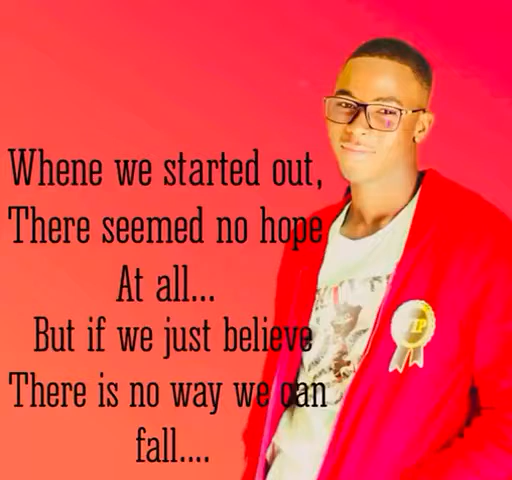 Whene we started out,
There seemed no hope
At all...
But if we just believe
There is no way we can
fall....